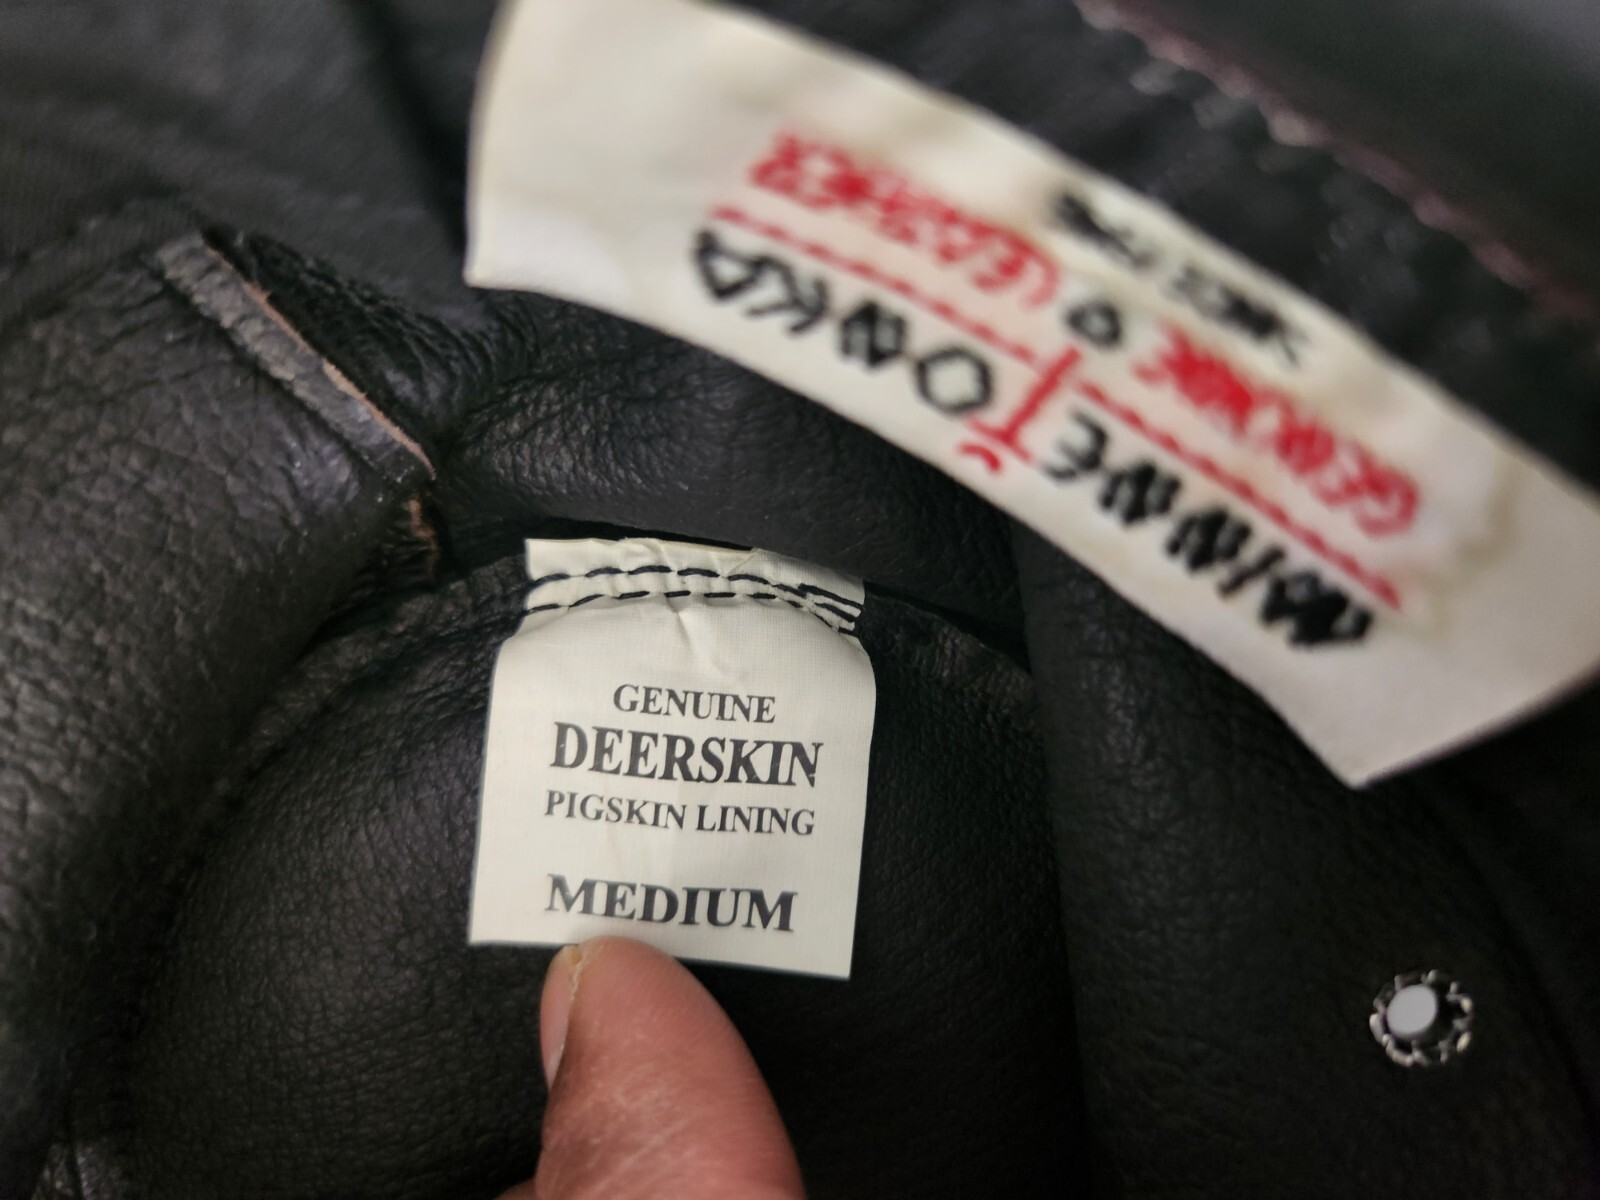 MINNETONKA
GENUINE LEATHER
GENUINE
DEERSKIN
PIGSKIN LINING
MEDIUM